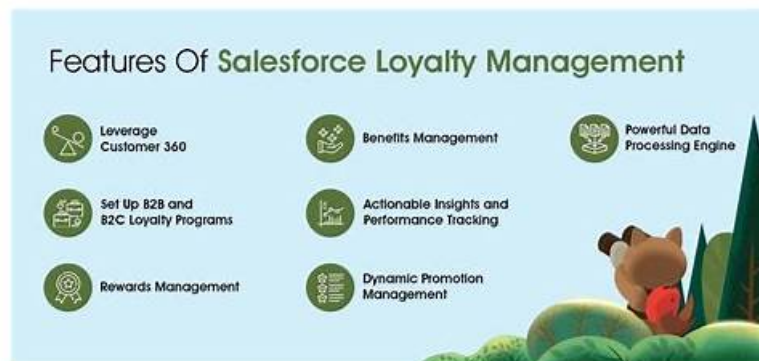 Features Of Salesforce Loyalty Management
Leverage
Customer 360
Set Up B2B and
B2C Loyalty Programs
Rewards Management
Benefits Management
Actionable Insights and
Performance Tracking
Dynamic Promotion
Management
Powerful Data
Processing Engine